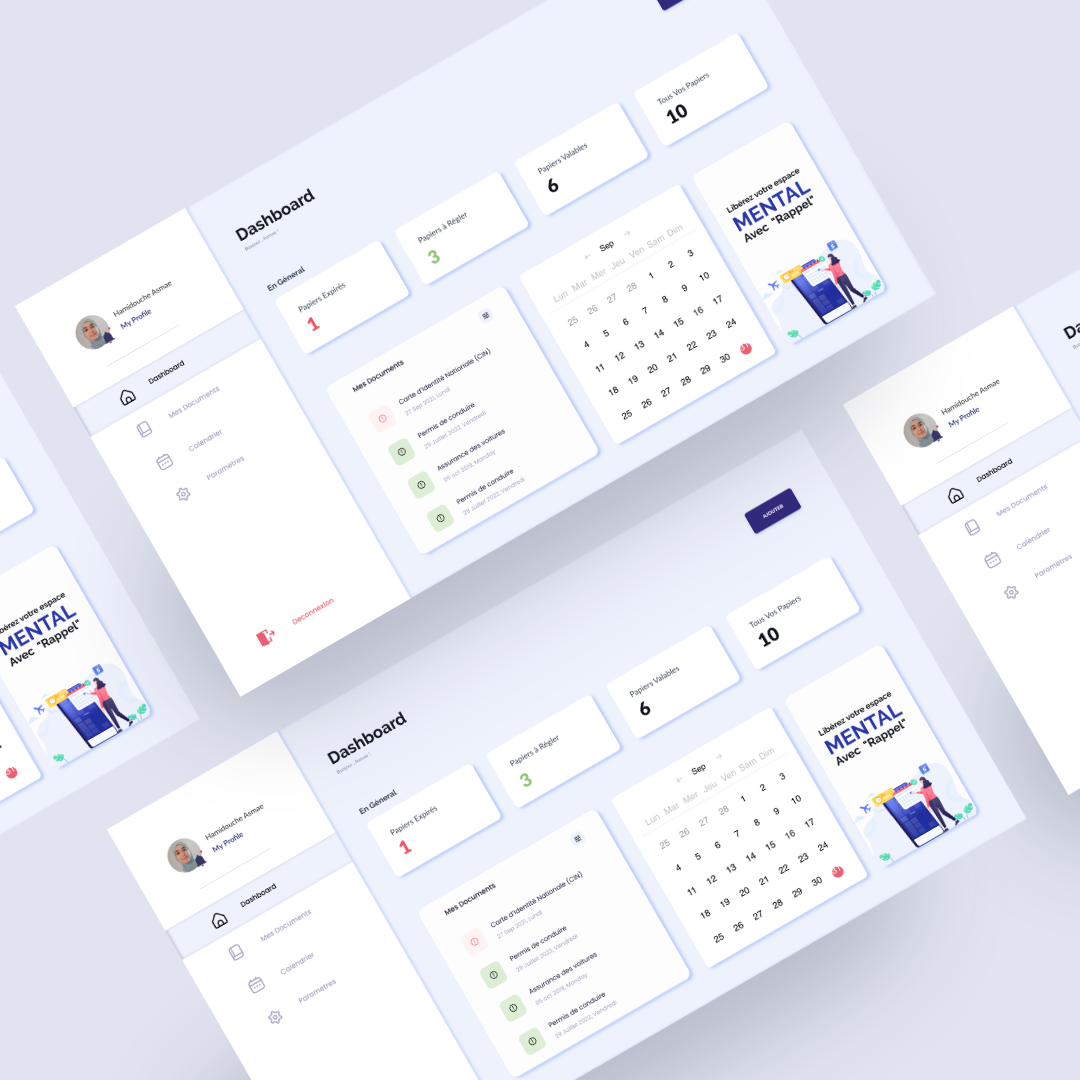 Dashboard
Bonjour , Asmae !
Hamidouche Asmae
My Profile
Dashboard
Mes Documents
Calendrier
Parametres
Deconnexion
En Géneral
Papiers Expirés
1
Papiers à Régler
3
Papiers Valables
6
Tous Vos Papiers
10
Mes Documents
Carte d'identité Nationale (CIN)
27 Sep 2021, lundi
Permis de conduire
29 Juillet 2022, Vendredi
Assurance des voitures
05 oct 2019, Monday
Permis de conduire
29 Juillet 2022, Vendredi
← Sep →
Lun Mar Mer Jeu Ven Sam Dim
25 26 27 28 1 2 3
4 5 6 7 8 9 10
11 12 13 14 15 16 17
18 19 20 21 22 23 24
25 26 27 28 29 30 31
Libérez votre espace
MENTAL
Avec "Rappel"
bérez votre espace
MENTAL
Avec "Rappel"
Hamidouche Asmae
My Profile
Dashboard
Mes Documents
Calendrier
Parametres
Da
AJOUTER
Dashboard
Bonjour , Asmae !
Hamidouche Asmae
My Profile
Dashboard
Mes Documents
Calendrier
Parametres
En Géneral
Papiers Expirés
1
Papiers à Régler
3
Papiers Valables
6
Tous Vos Papiers
10
Mes Documents
Carte d'identité Nationale (CIN)
27 Sep 2021, lundi
Permis de conduire
29 Juillet 2022, Vendredi
Assurance des voitures
05 oct 2019, Monday
Permis de conduire
29 Juillet 2022, Vendredi
← Sep →
Lun Mar Mer Jeu Ven Sam Dim
25 26 27 28 1 2 3
4 5 6 7 8 9 10
11 12 13 14 15 16 17
18 19 20 21 22 23 24
25 26 27 28 29 30 31
Libérez votre espace
MENTAL
Avec "Rappel"